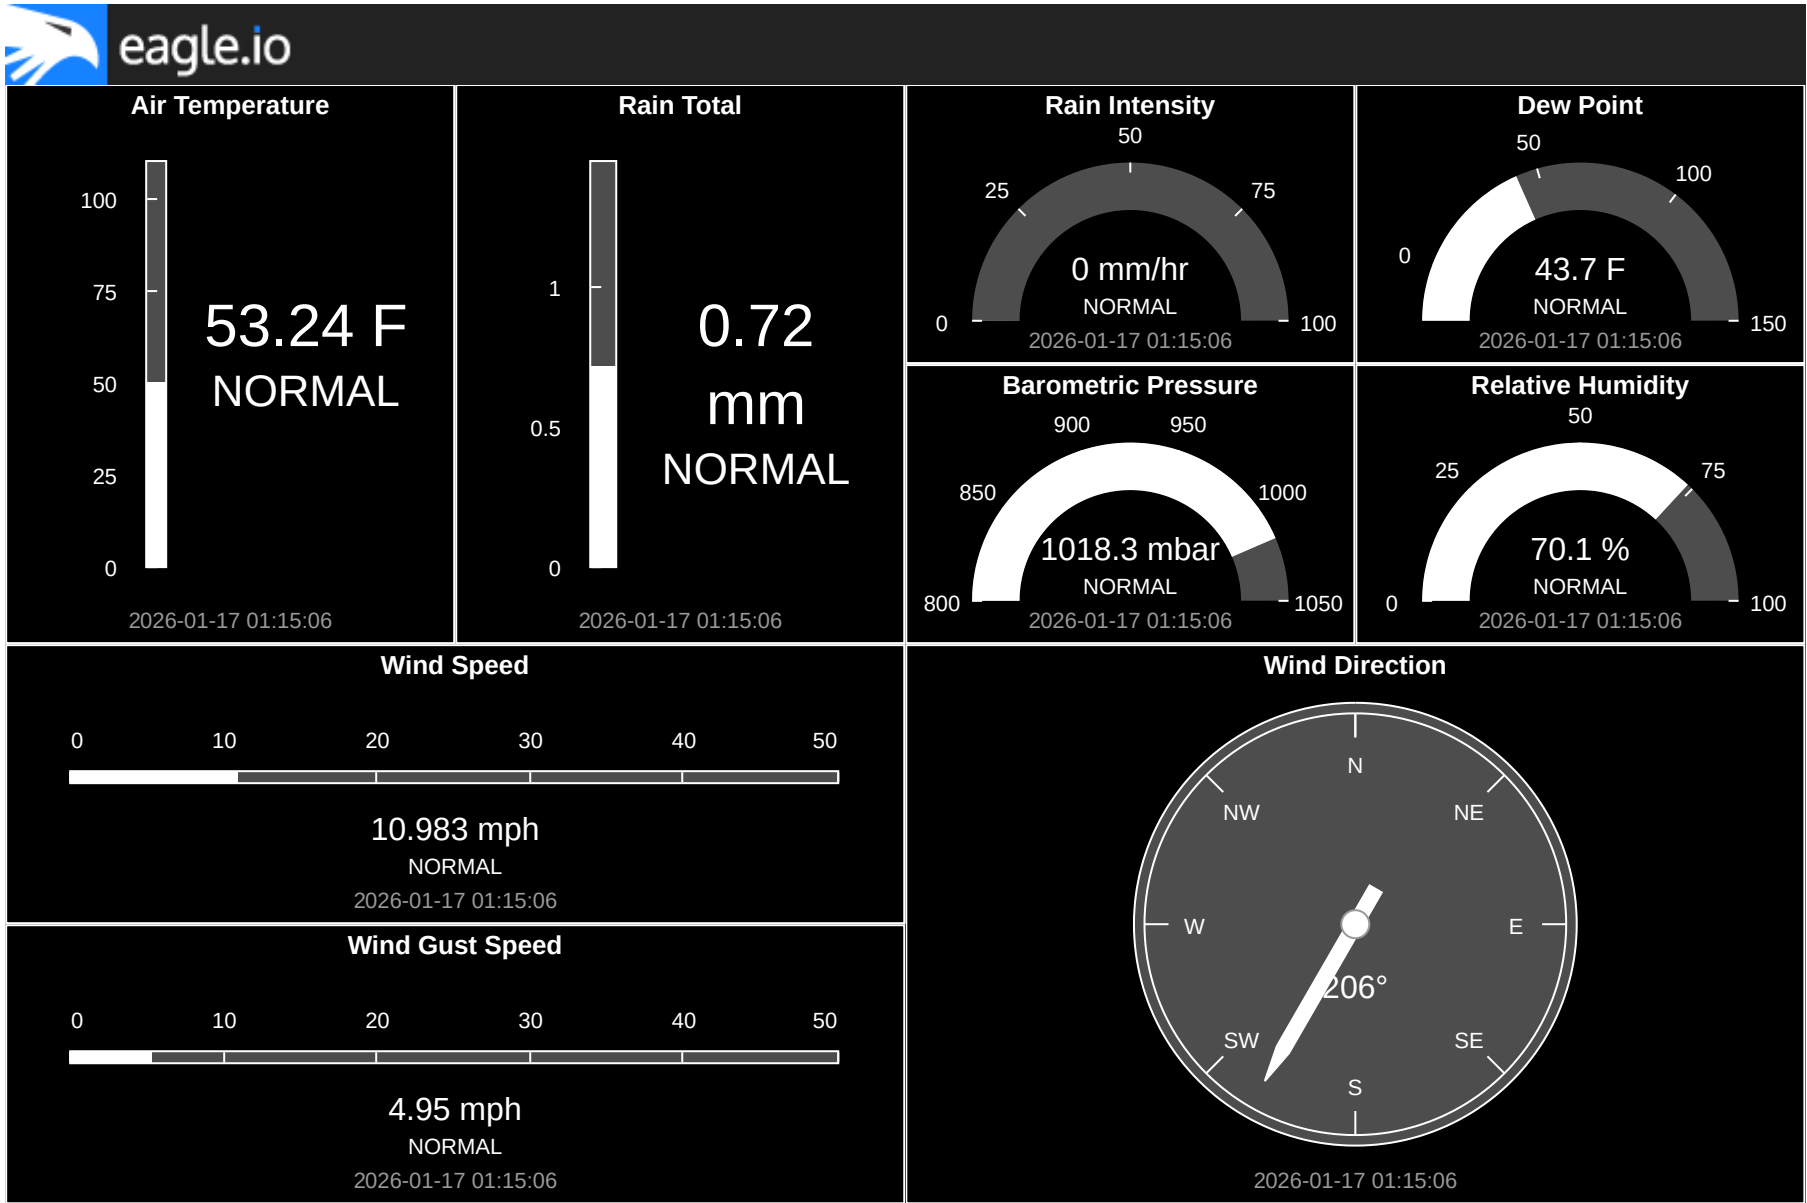 eagle.io
Air Temperature
100
75
50
25
0
53.24 F
NORMAL
2026-01-17 01:15:06
Rain Total
1
0.5
0
0.72
mm
NORMAL
2026-01-17 01:15:06
Rain Intensity
0
25
50
75
100
0 mm/hr
NORMAL
2026-01-17 01:15:06
Dew Point
0
50
100
150
43.7 F
NORMAL
2026-01-17 01:15:06
Barometric Pressure
800
850
900
950
1000
1050
1018.3 mbar
NORMAL
2026-01-17 01:15:06
Relative Humidity
0
25
50
75
100
70.1 %
NORMAL
2026-01-17 01:15:06
Wind Speed
0 10 20 30 40 50
10.983 mph
NORMAL
2026-01-17 01:15:06
Wind Gust Speed
0 10 20 30 40 50
4.95 mph
NORMAL
2026-01-17 01:15:06
Wind Direction
N
NW NE
W E
206°
SW SE
S
2026-01-17 01:15:06